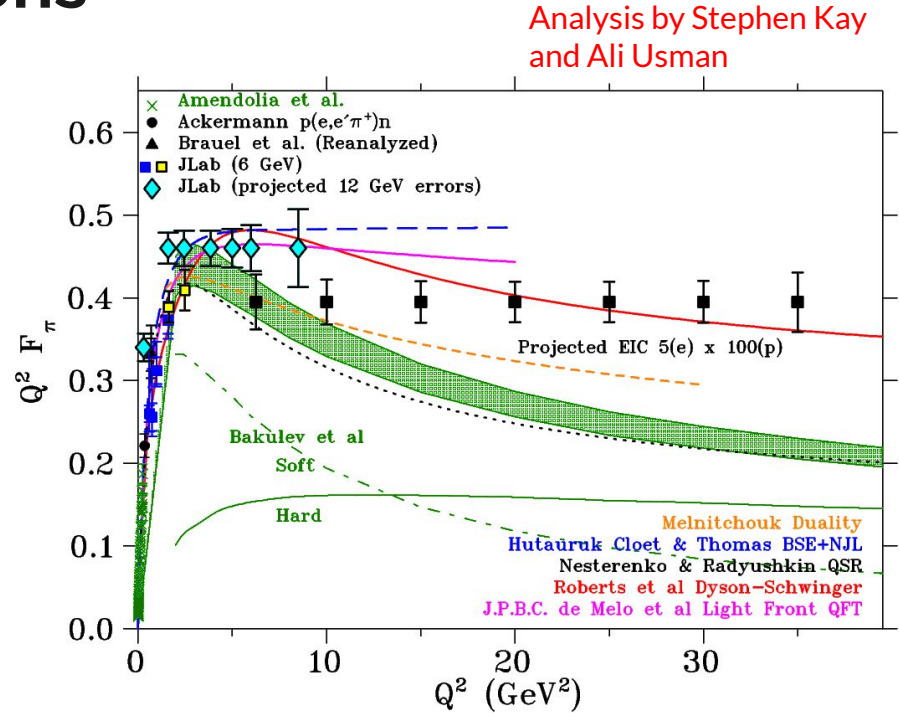 Analysis by Stephen Kay
and Ali Usman
Amendolia et al.
Ackermann p(e,e′π⁺)n
Brauel et al. (Reanalyzed)
JLab (6 GeV)
JLab (projected 12 GeV errors)
0.6
0.5
0.4
0.3
0.2
0.1
0.0
Q² F_π
Projected EIC 5(e) x 100(p)
Bakulev et al
Soft
Hard
Melnitchouk Duality
Hutauruk Cloet & Thomas BSE+NJL
Nesterenko & Radyushkin QSR
Roberts et al Dyson-Schwinger
J.P.B.C. de Melo et al Light Front QFT
0 10 20 30
Q² (GeV²)